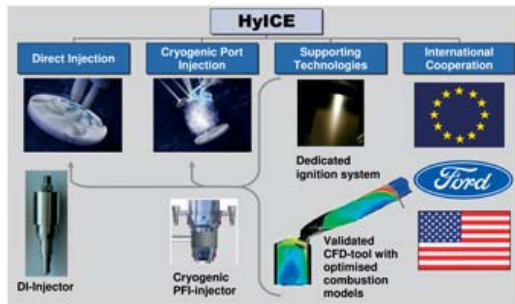 HyICE
Direct Injection
Cryogenic Port
Injection
Supporting
Technologies
International
Cooperation
Dedicated
ignition system
Ford
DI-Injector
Cryogenic
PFI-injector
Validated
CFD-tool with
optimised
combustion
models